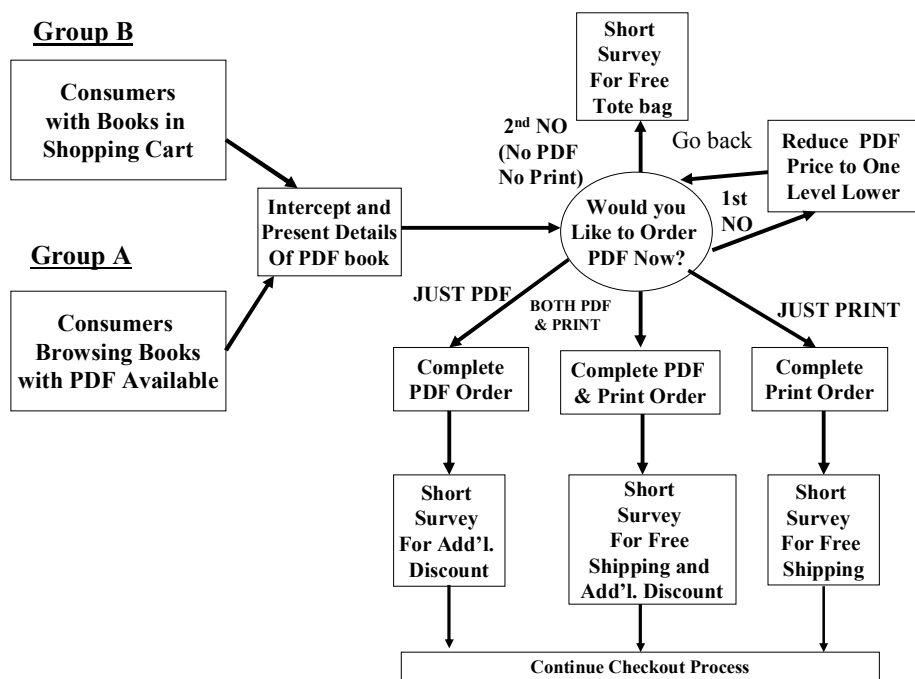 Group B
Consumers
with Books in
Shopping Cart
Group A
Consumers
Browsing Books
with PDF Available
Intercept and
Present Details
Of PDF book
Short
Survey
For Free
Tote bag
2nd NO
(No PDF
No Print)
Go back
Reduce PDF
Price to One
Level Lower
1st
NO
Would you
Like to Order
PDF Now?
JUST PDF
BOTH PDF
& PRINT
JUST PRINT
Complete
PDF Order
Complete PDF
& Print Order
Complete
Print Order
Short
Survey
For Add’l.
Discount
Short
Survey
For Free
Shipping and
Add’l. Discount
Short
Survey
For Free
Shipping
Continue Checkout Process